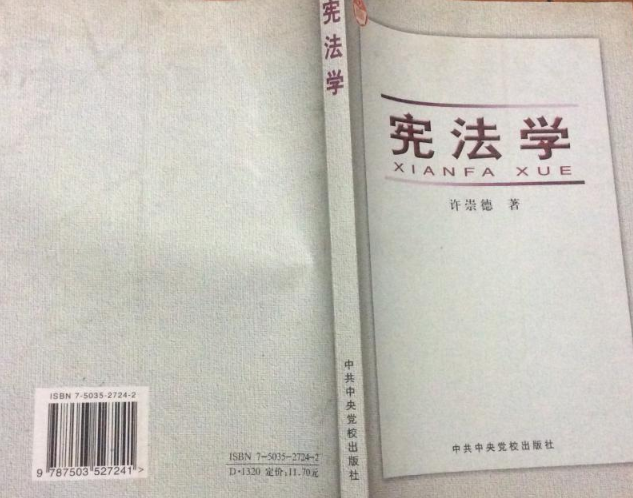 宪法学
XIANFA XUE
许崇德 著
中共中央党校出版社
宪法学
中共中央党校出版社
ISBN 7-5035-2724-2
9 787503 527241 >
ISBN 7-5035-2724-2
D·1320 定价:11.70元